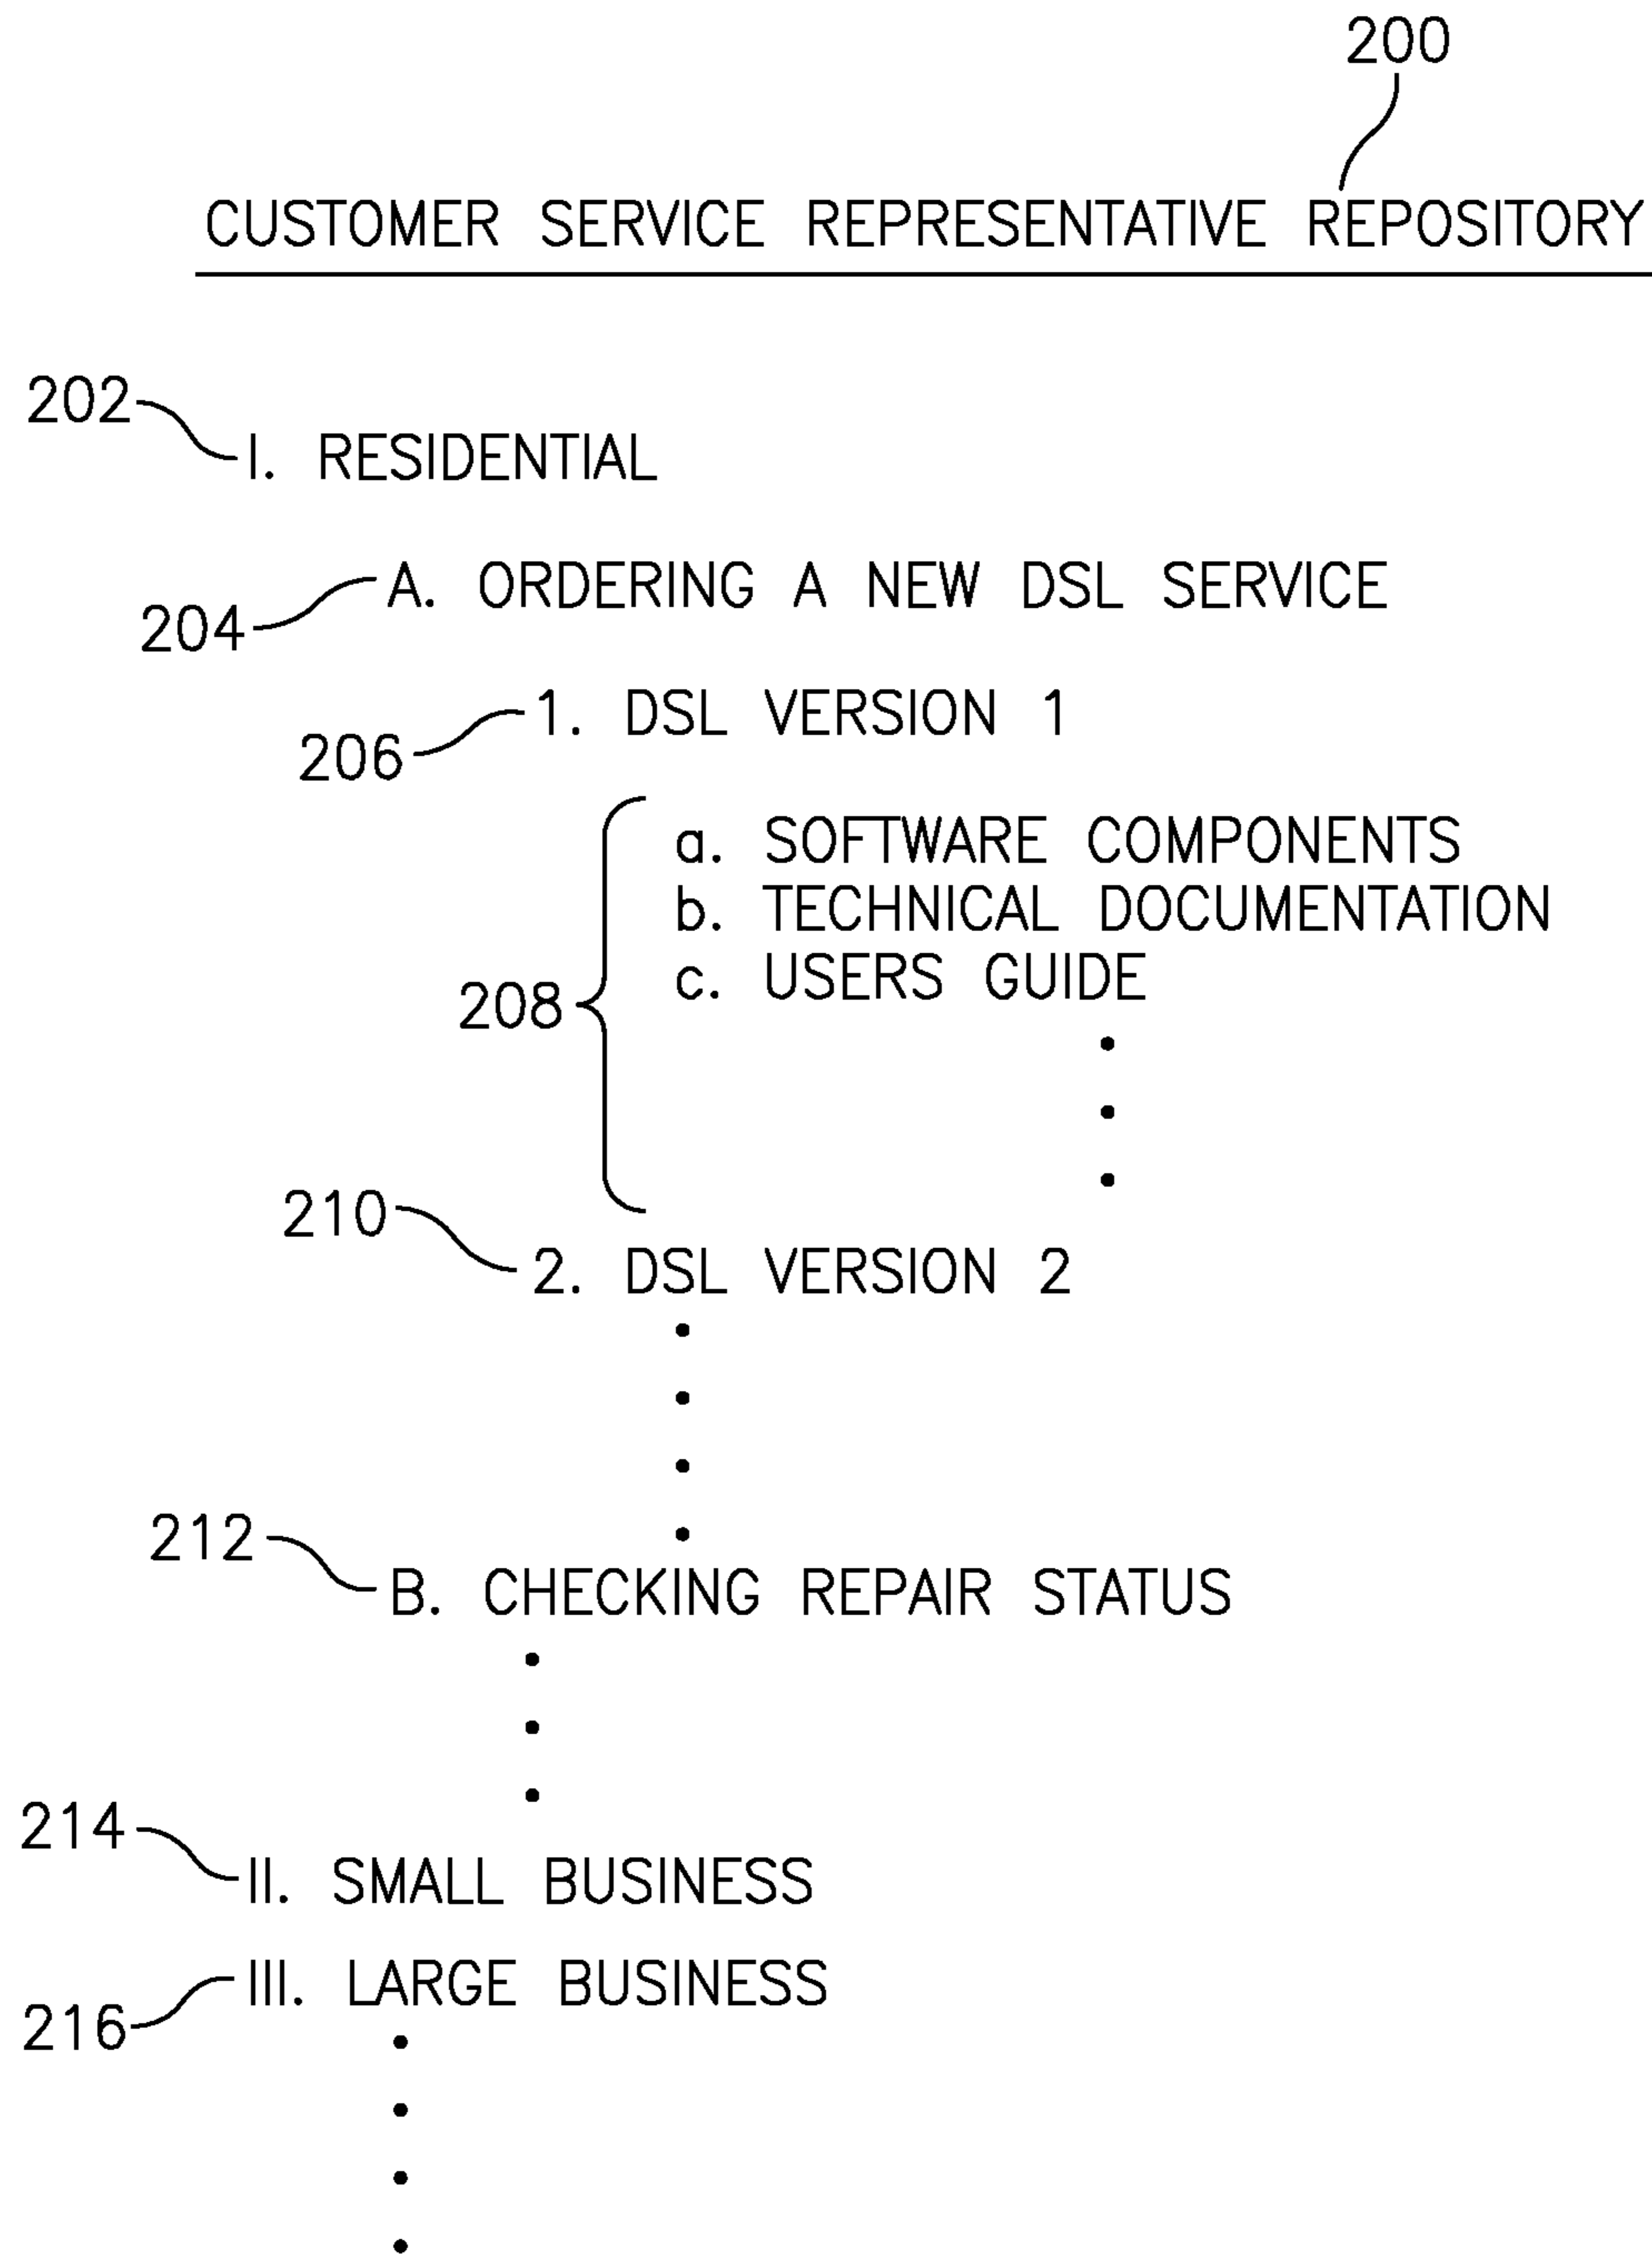 200
CUSTOMER SERVICE REPRESENTATIVE REPOSITORY
202
I. RESIDENTIAL
A. ORDERING A NEW DSL SERVICE
204
1. DSL VERSION 1
206
a. SOFTWARE COMPONENTS
b. TECHNICAL DOCUMENTATION
c. USERS GUIDE
208
210
2. DSL VERSION 2
212
B. CHECKING REPAIR STATUS
214
II. SMALL BUSINESS
III. LARGE BUSINESS
216